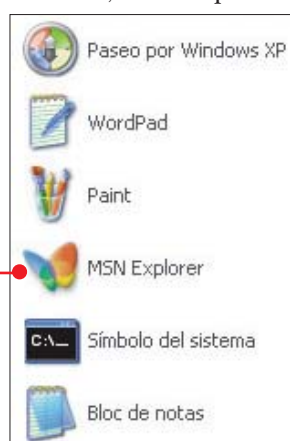 Paseo por Windows XP
WordPad
Paint
MSN Explorer
C:\_
Símbolo del sistema
Bloc de notas